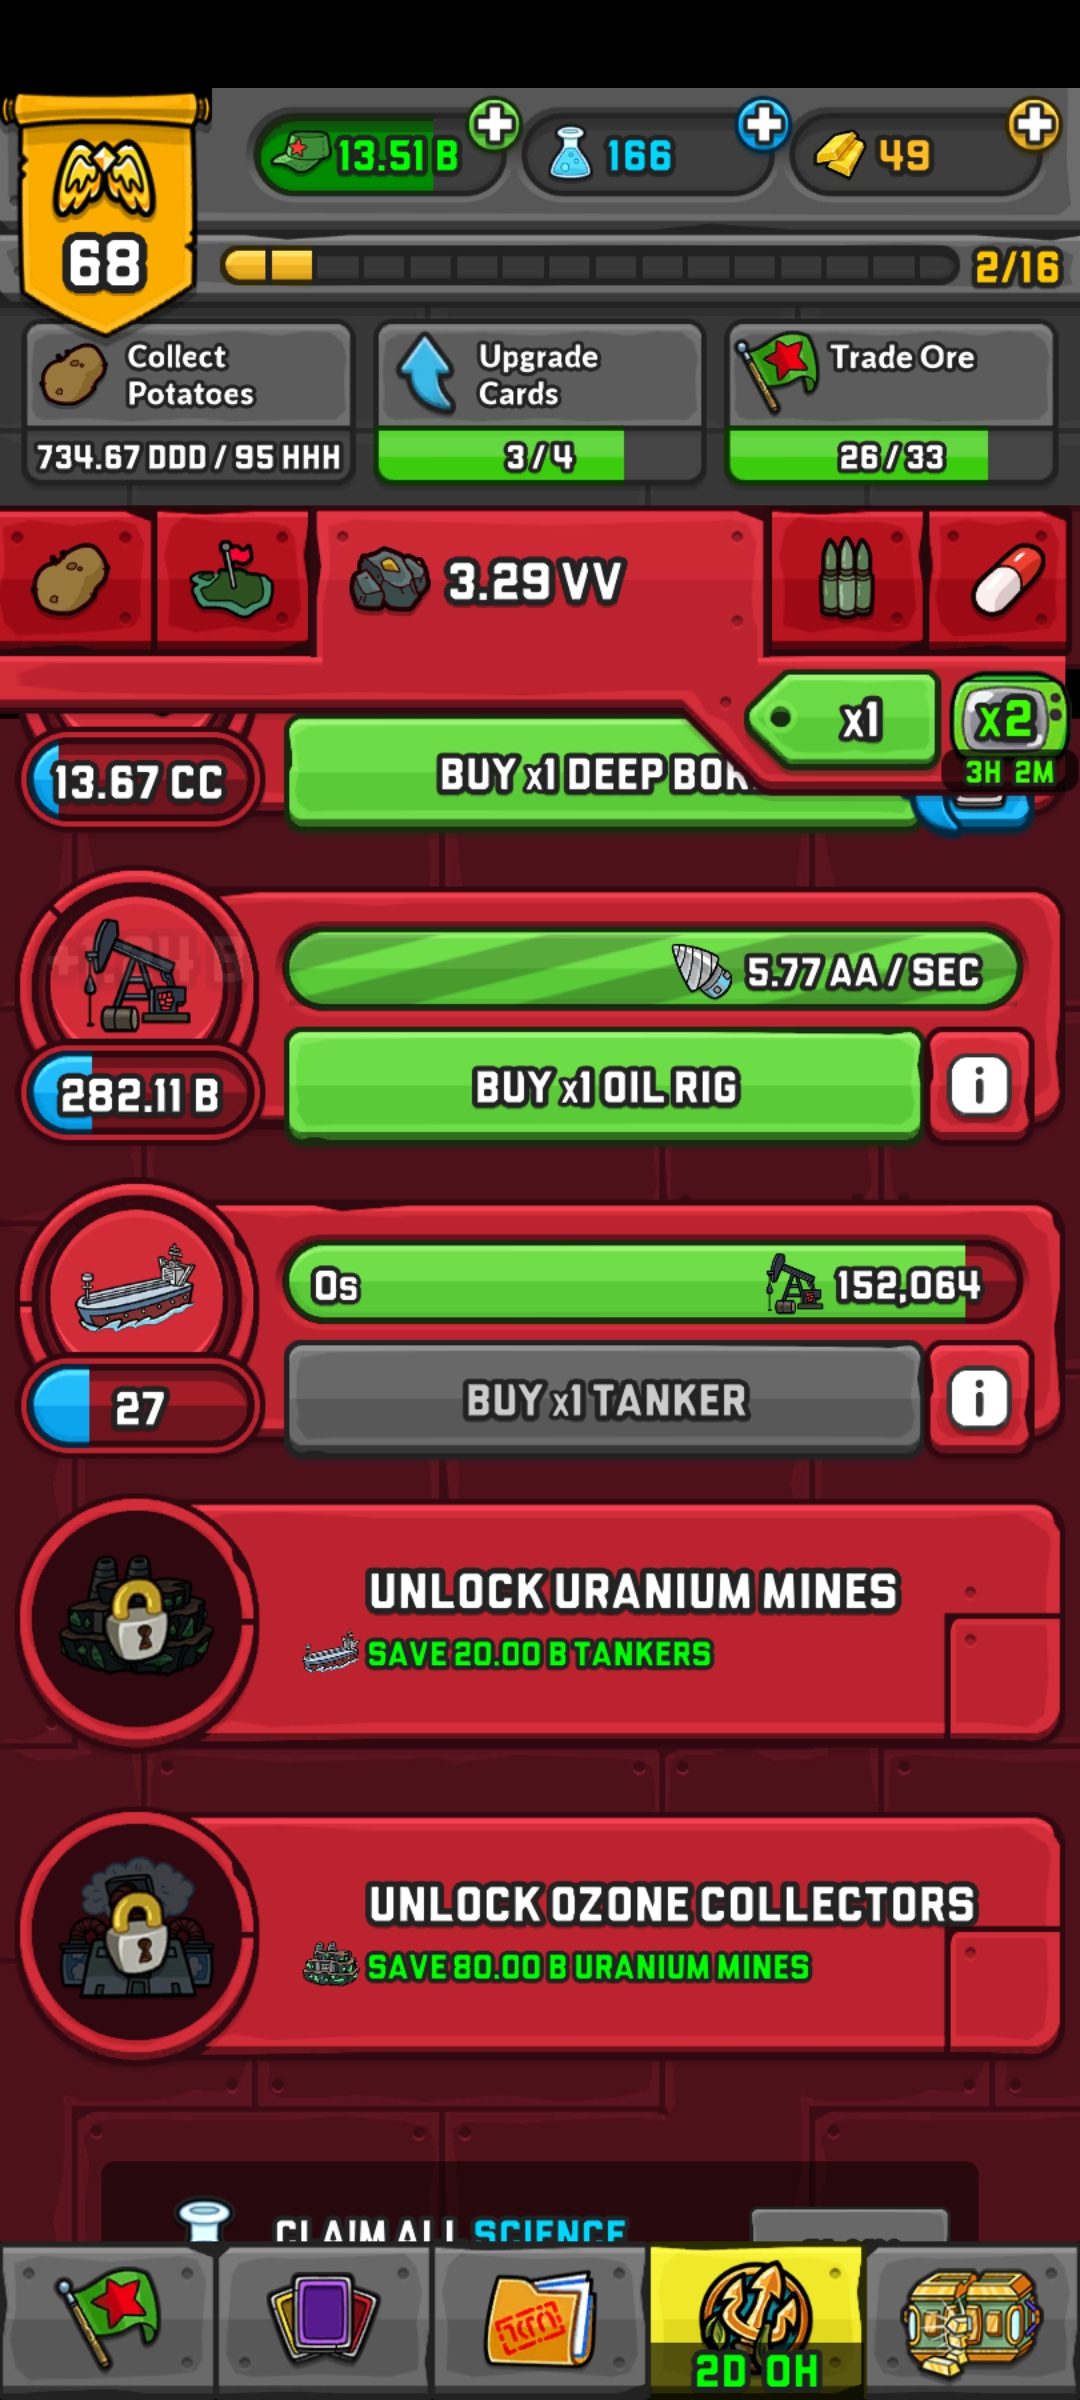 13.51 B
166
49
68
2/16
Collect
Potatoes
734.67 DDD / 95 HHH
Upgrade
Cards
3/4
Trade Ore
26/33
3.29 VV
x1
x2
3H 2M
13.67 CC
BUY x1 DEEP BOR
5.77 AA / SEC
282.11 B
BUY x1 OIL RIG
i
0s
152,064
27
BUY x1 TANKER
i
UNLOCK URANIUM MINES
SAVE 20.00 B TANKERS
UNLOCK OZONE COLLECTORS
SAVE 80.00 B URANIUM MINES
CLAIM ALL SCIENCE
2D 0H